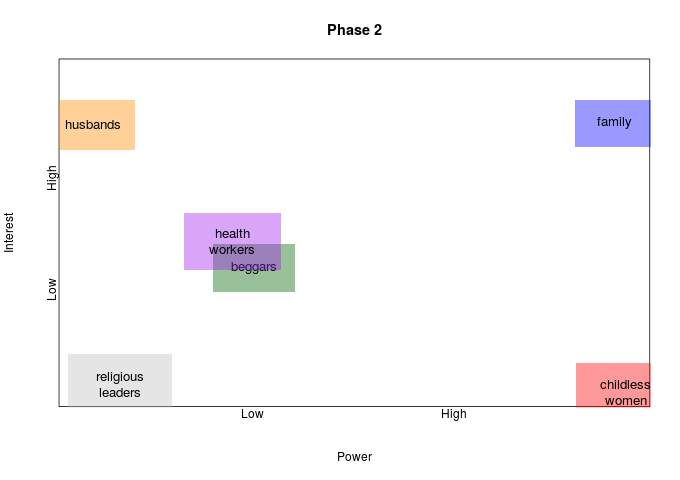 Phase 2
husbands
family
High
Interest
health
workers
beggars
Low
religious
leaders
childless
women
Low
High
Power